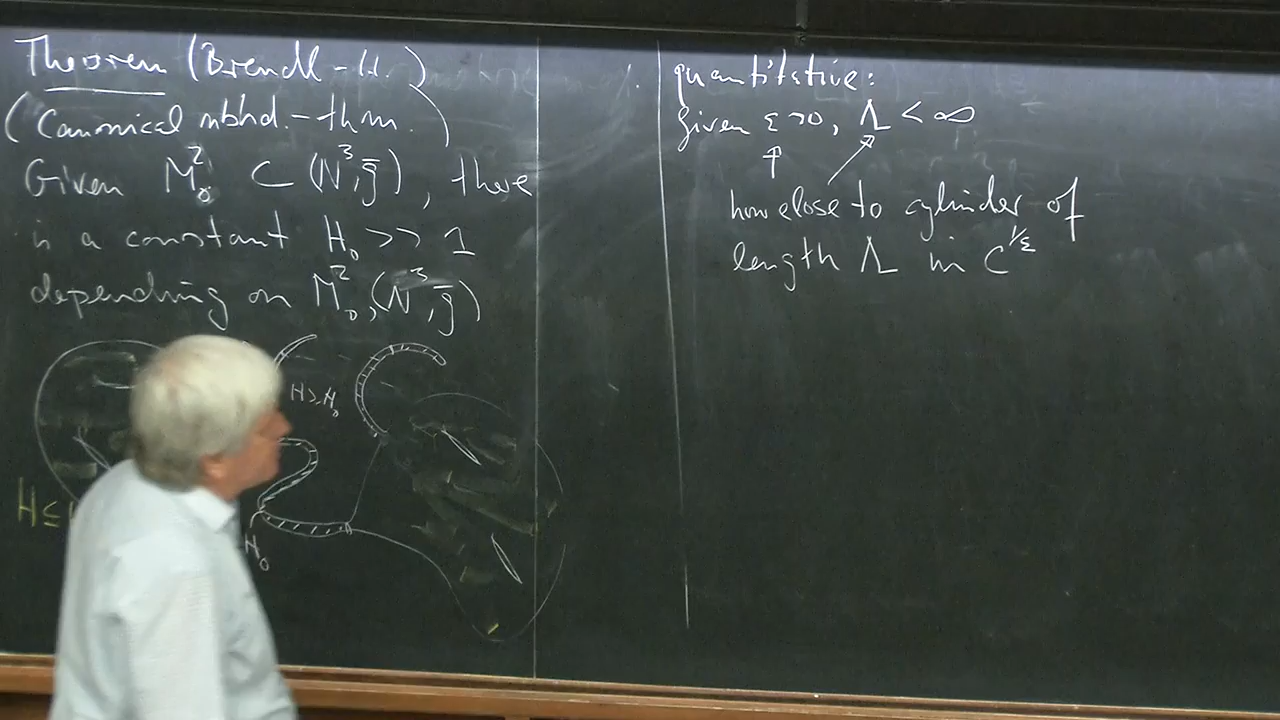 Theorem (Brendl-H.)
(Canonical nbhd.-thm.)
Given M₀² ⊂ (N³, g̅), there
is a constant H₀ >> 1
depending on M₀², (N³, g̅)
H ≥ H₀
H ≤
H₀
quantitative:
Given ε>0, Λ < ∞
how close to cylinder of
length Λ in C^{1/ε}